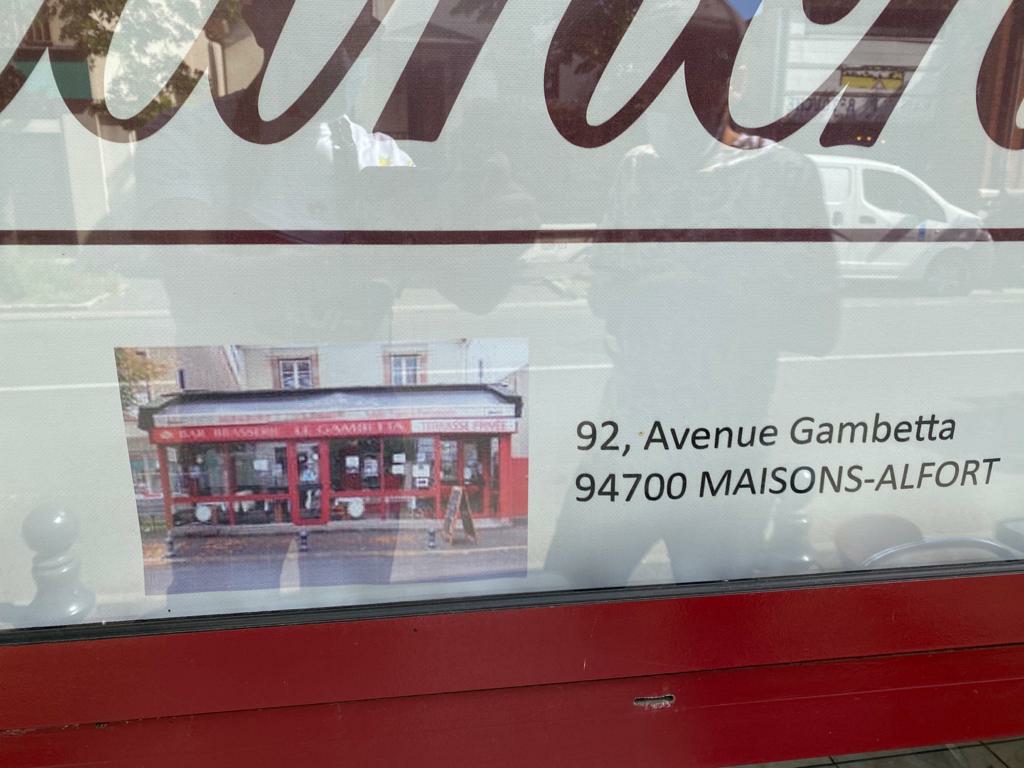 BAR BRASSERIE LE GAMBETTA TERRASSE PRIVÉE
92, Avenue Gambetta
94700 MAISONS-ALFORT